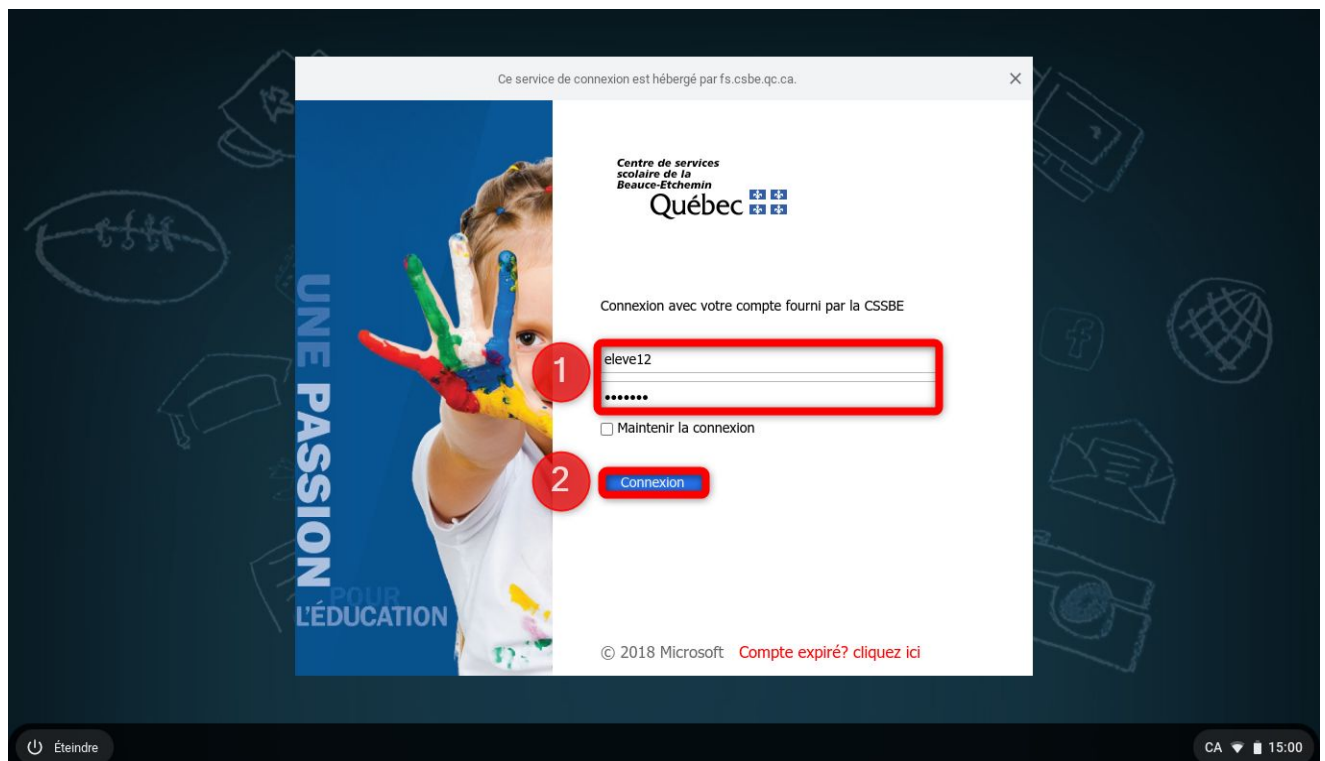 Ce service de connexion est hébergé par fs.csbe.qc.ca.
UNE PASSION
POUR
L'ÉDUCATION
Centre de services
scolaire de la
Beauce-Etchemin
Québec
Connexion avec votre compte fourni par la CSSBE
1
eleve12
•••••••
Maintenir la connexion
2
Connexion
© 2018 Microsoft Compte expiré? cliquez ici
Éteindre
CA 15:00